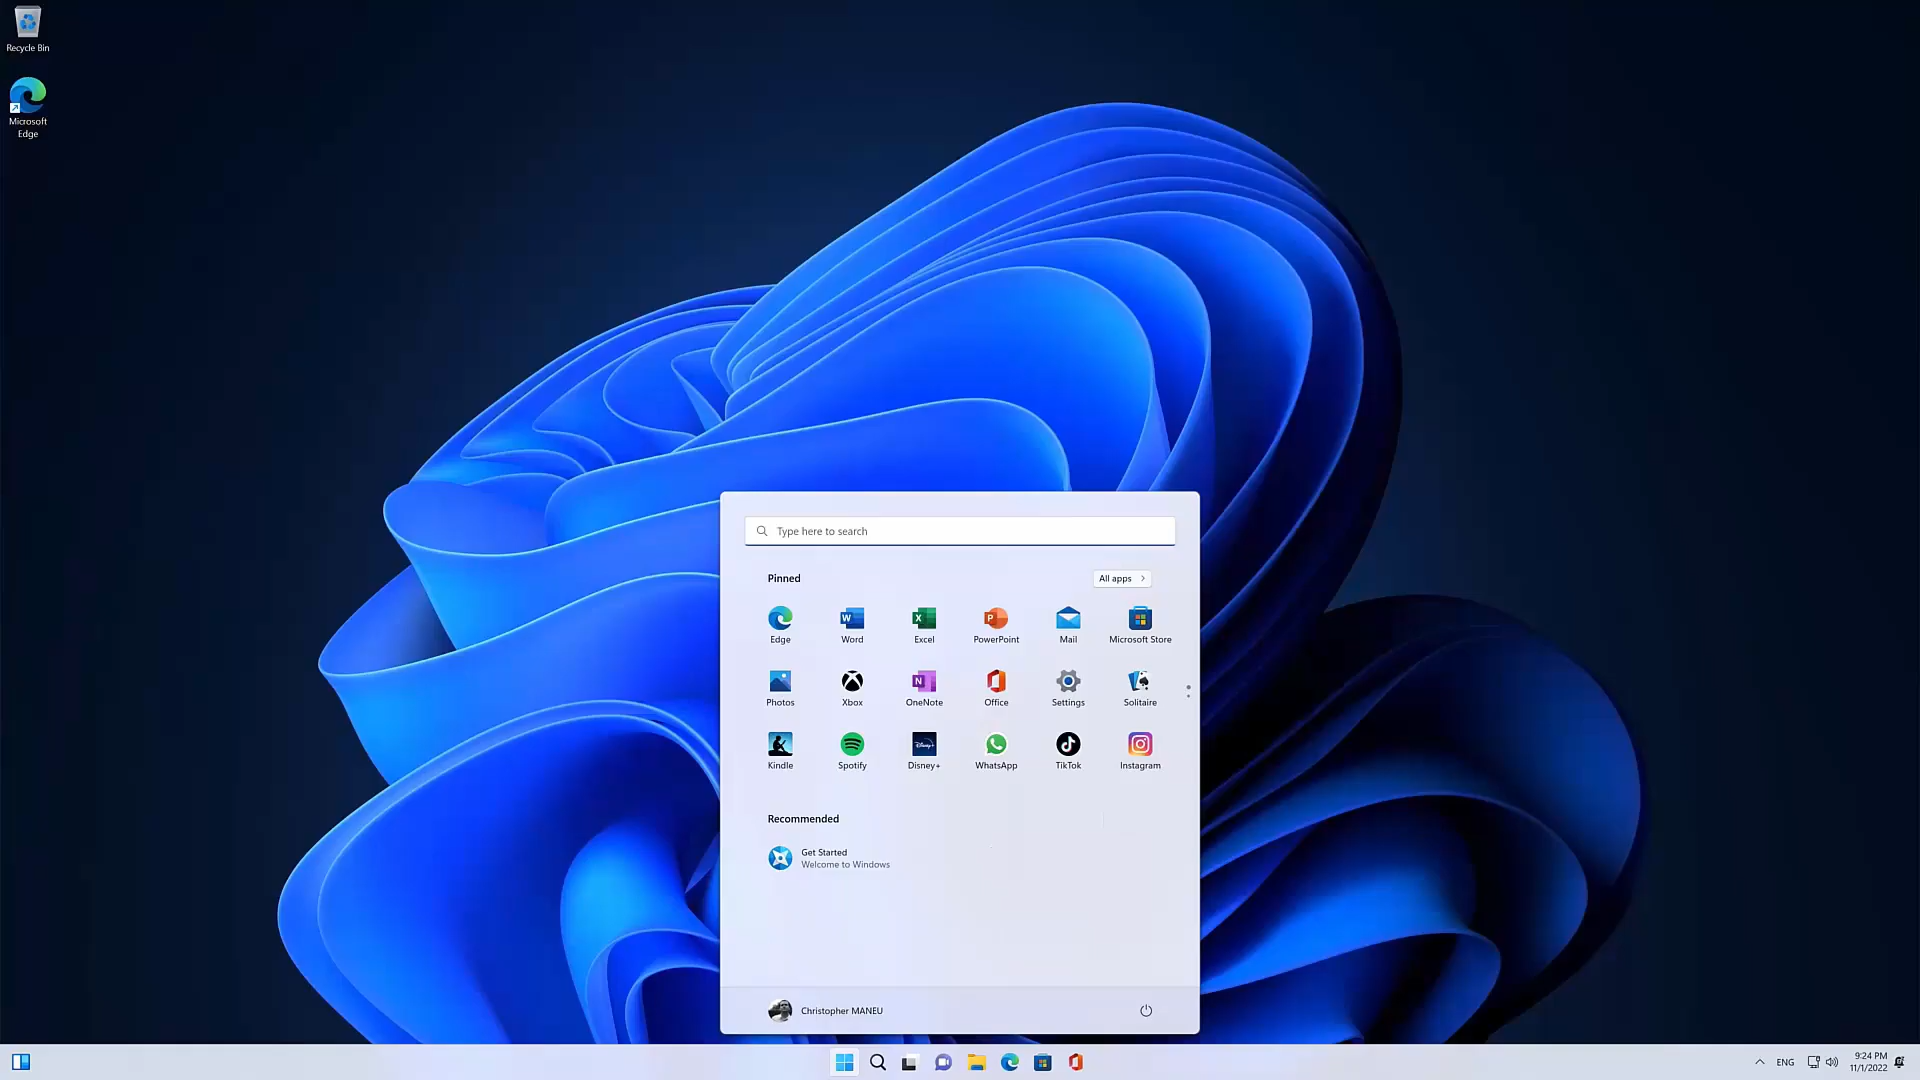 Recycle Bin
Microsoft
Edge
Type here to search
Pinned
All apps
Edge
Word
Excel
PowerPoint
Mail
Microsoft Store
Photos
Xbox
OneNote
Office
Settings
Solitaire
Kindle
Spotify
Disney+
WhatsApp
TikTok
Instagram
Recommended
Get Started
Welcome to Windows
Christopher MANEU
ENG
9:24 PM
11/1/2022